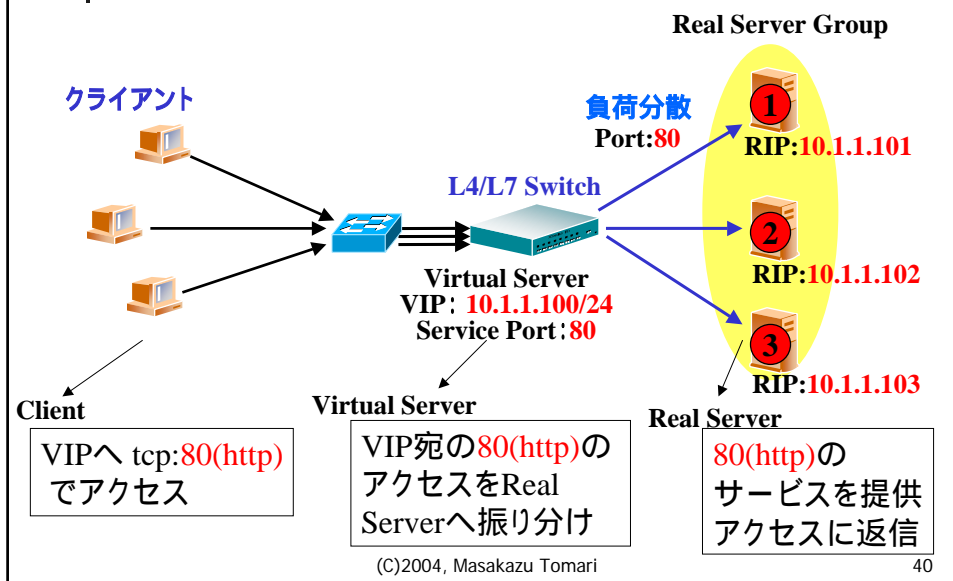 Real Server Group
クライアント
負荷分散
Port:80
1
RIP:10.1.1.101
L4/L7 Switch
2
RIP:10.1.1.102
Virtual Server
VIP: 10.1.1.100/24
Service Port:80
3
RIP:10.1.1.103
Client
VIPへ tcp:80(http)
でアクセス
Virtual Server
VIP宛の80(http)の
アクセスをReal
Serverへ振り分け
Real Server
80(http)の
サービスを提供
アクセスに返信
(C)2004, Masakazu Tomari
40